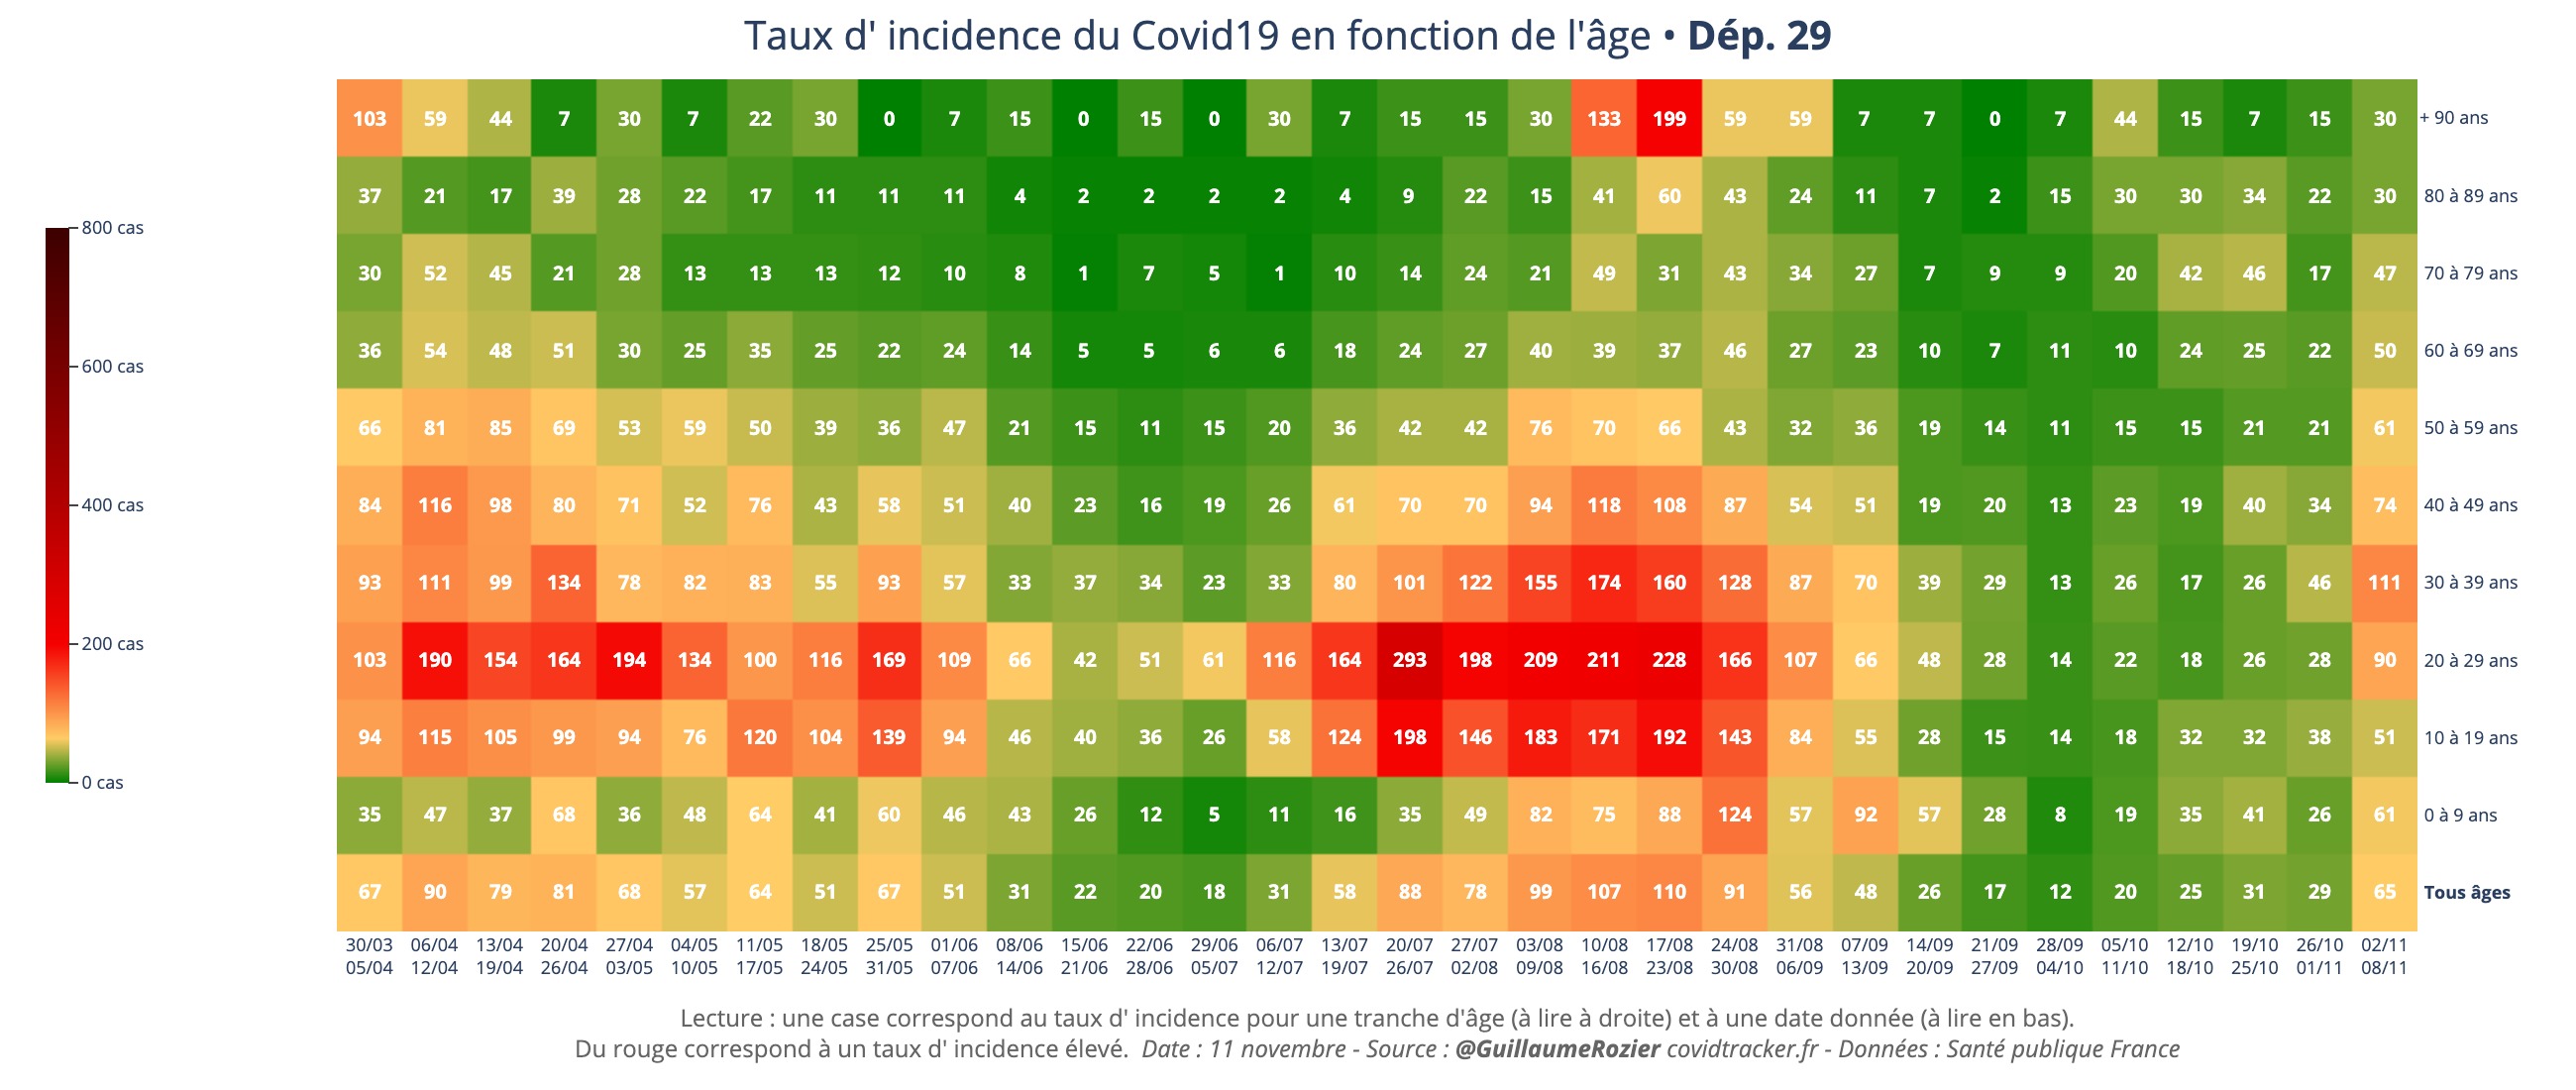 Taux d' incidence du Covid19 en fonction de l'âge • Dép. 29
800 cas
600 cas
400 cas
200 cas
0 cas
103 59 44 7 30 7 22 30 0 7 15 0 15 0 30 7 15 15 30 133 199 59 59 7 7 0 7 44 15 7 15 30 + 90 ans
37 21 17 39 28 22 17 11 11 11 4 2 2 2 2 4 9 22 15 41 60 43 24 11 7 2 15 30 30 34 22 30 80 à 89 ans
30 52 45 21 28 13 13 13 12 10 8 1 7 5 1 10 14 24 21 49 31 43 34 27 7 9 9 20 42 46 17 47 70 à 79 ans
36 54 48 51 30 25 35 25 22 24 14 5 5 6 6 18 24 27 40 39 37 46 27 23 10 7 11 10 24 25 22 50 60 à 69 ans
66 81 85 69 53 59 50 39 36 47 21 15 11 15 20 36 42 42 76 70 66 43 32 36 19 14 11 15 15 21 21 61 50 à 59 ans
84 116 98 80 71 52 76 43 58 51 40 23 16 19 26 61 70 70 94 118 108 87 54 51 19 20 13 23 19 40 34 74 40 à 49 ans
93 111 99 134 78 82 83 55 93 57 33 37 34 23 33 80 101 122 155 174 160 128 87 70 39 29 13 26 17 26 46 111 30 à 39 ans
103 190 154 164 194 134 100 116 169 109 66 42 51 61 116 164 293 198 209 211 228 166 107 66 48 28 14 22 18 26 28 90 20 à 29 ans
94 115 105 99 94 76 120 104 139 94 46 40 36 26 58 124 198 146 183 171 192 143 84 55 28 15 14 18 32 32 38 51 10 à 19 ans
35 47 37 68 36 48 64 41 60 46 43 26 12 5 11 16 35 49 82 75 88 124 57 92 57 28 8 19 35 41 26 61 0 à 9 ans
67 90 79 81 68 57 64 51 67 51 31 22 20 18 31 58 88 78 99 107 110 91 56 48 26 17 12 20 25 31 29 65 Tous âges
30/03 06/04 13/04 20/04 27/04 04/05 11/05 18/05 25/05 01/06 08/06 15/06 22/06 29/06 06/07 13/07 20/07 27/07 03/08 10/08 17/08 24/08 31/08 07/09 14/09 21/09 28/09 05/10 12/10 19/10 26/10 02/11
05/04 12/04 19/04 26/04 03/05 10/05 17/05 24/05 31/05 07/06 14/06 21/06 28/06 05/07 12/07 19/07 26/07 02/08 09/08 16/08 23/08 30/08 06/09 13/09 20/09 27/09 04/10 11/10 18/10 25/10 01/11 08/11
Lecture : une case correspond au taux d' incidence pour une tranche d'âge (à lire à droite) et à une date donnée (à lire en bas).
Du rouge correspond à un taux d' incidence élevé. Date : 11 novembre - Source : @GuillaumeRozier covidtracker.fr - Données : Santé publique France